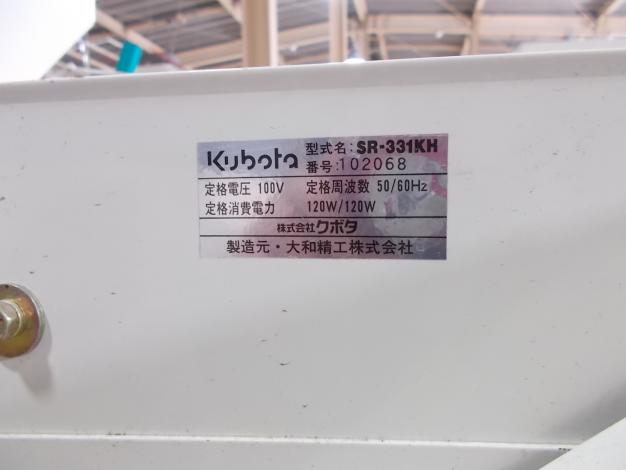 Kubota 型式名:SR-331KH
番号:102068
定格電圧 100V 定格周波数 50/60Hz
定格消費電力 120W/120W
株式会社クボタ
製造元・大和精工株式会社